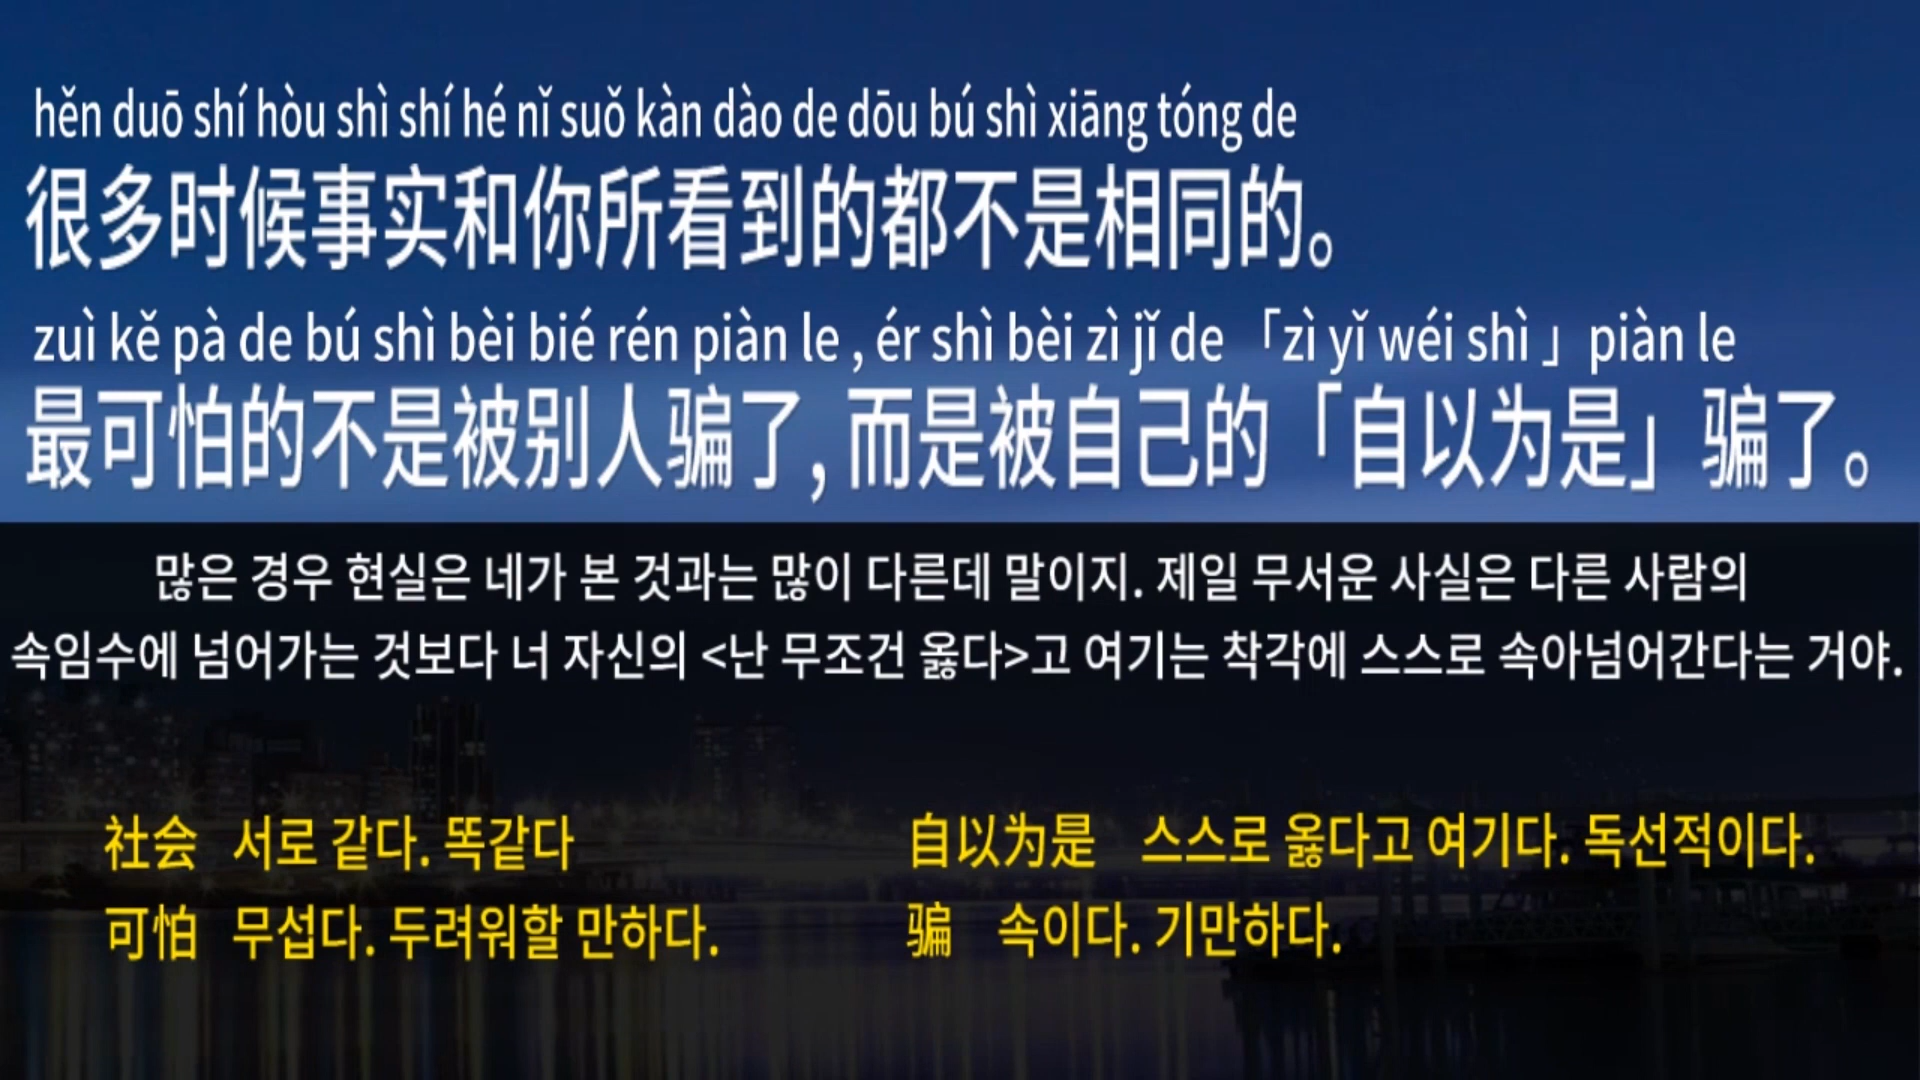 hěn duō shí hòu shì shí hé nǐ suǒ kàn dào de dōu bú shì xiāng tóng de
很多时候事实和你所看到的都不是相同的。
zuì kě pà de bú shì bèi bié rén piàn le , ér shì bèi zì jǐ de 「zì yǐ wéi shì 」 piàn le
最可怕的不是被别人骗了, 而是被自己的「自以为是」骗了。
많은 경우 현실은 네가 본 것과는 많이 다른데 말이지. 제일 무서운 사실은 다른 사람의
속임수에 넘어가는 것보다 너 자신의 <난 무조건 옳다>고 여기는 착각에 스스로 속아넘어간다는 거야.
社会 서로 같다. 똑같다
自以为是 스스로 옳다고 여기다. 독선적이다.
可怕 무섭다. 두려워할 만하다.
骗 속이다. 기만하다.